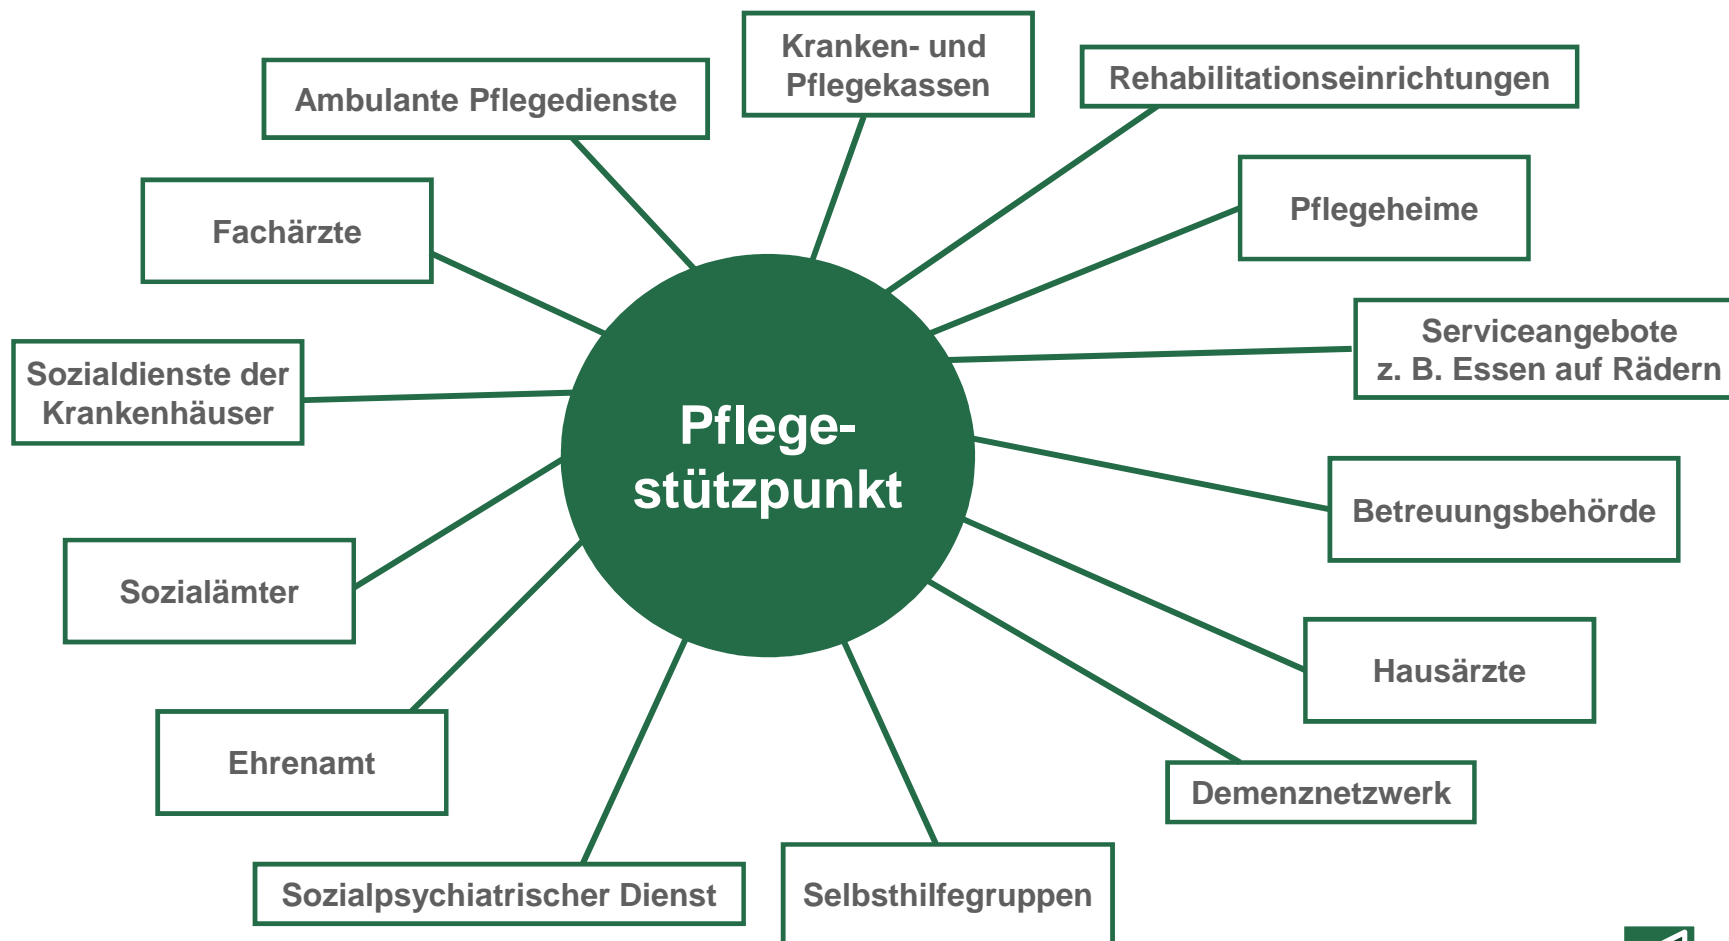 Kranken- und
Pflegekassen
Rehabilitationseinrichtungen
Ambulante Pflegedienste
Pflegeheime
Fachärzte
Serviceangebote
z. B. Essen auf Rädern
Sozialdienste der
Krankenhäuser
Pflege-
stützpunkt
Betreuungsbehörde
Sozialämter
Hausärzte
Ehrenamt
Demenznetzwerk
Sozialpsychiatrischer Dienst
Selbsthilfegruppen